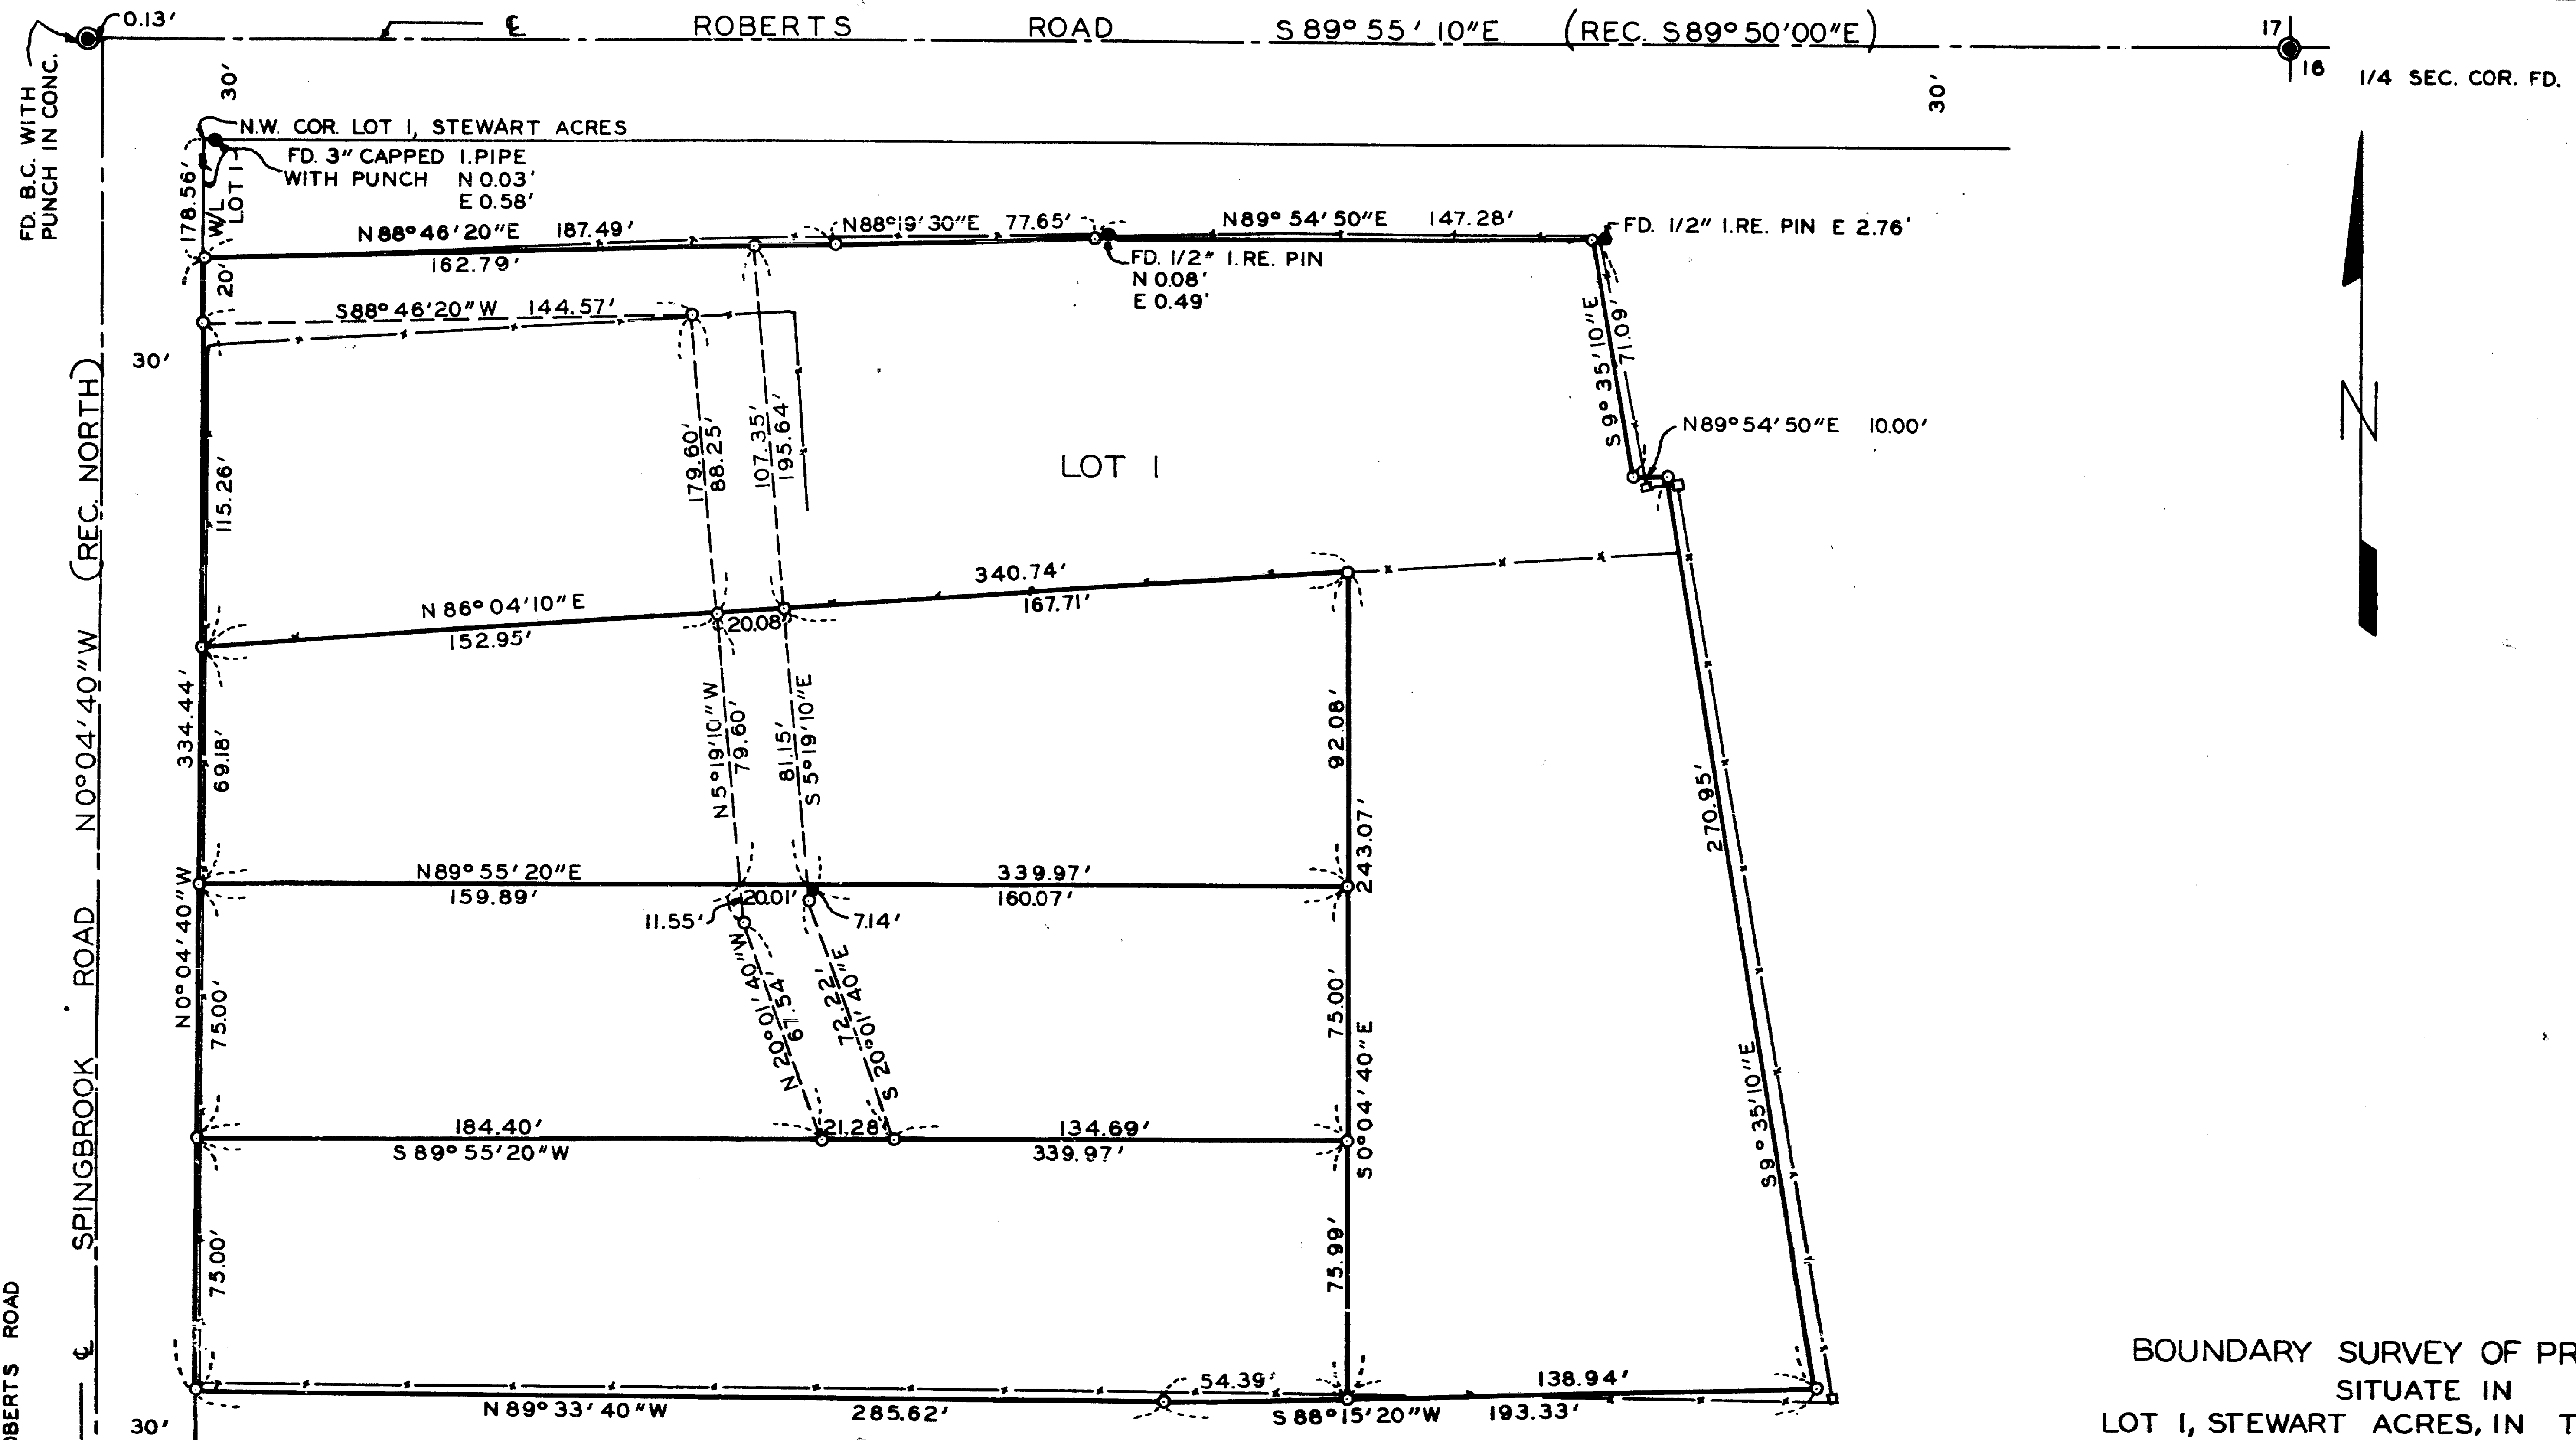 0.13'
℄ ROBERTS ROAD S 89° 55' 10"E (REC. S 89° 50'00"E)
17
16
1/4 SEC. COR. FD.
FD. B.C. WITH
PUNCH IN CONC.
30'
30'
N.W. COR. LOT 1, STEWART ACRES
FD. 3" CAPPED I.PIPE
WITH PUNCH N 0.03'
E 0.58'
178.56'
W/L
LOT 1
N 88° 46'20"E 187.49'
162.79'
N88°19'30"E 77.65'
N89° 54'50"E 147.28'
FD. 1/2" I.RE. PIN E 2.76'
FD. 1/2" I.RE. PIN
N 0.08'
E 0.49'
20'
S88° 46'20"W 144.57'
30'
S 9° 35'10"E
71.09'
N89° 54'50"E 10.00'
N
115.26'
179.60'
88.25'
107.35'
195.64'
LOT 1
N 86° 04'10"E
152.95'
20.08'
340.74'
167.71'
SPINGBROOK ROAD N 0° 04'40"W (REC. NORTH)
334.44'
69.18'
N 5° 19'10"W
79.60'
81.15'
S 5° 19'10"E
92.08'
243.07'
270.95'
N89° 55'20"E
159.89'
20.01'
339.97'
160.07'
11.55'
7.14'
N 0° 04'40"W
75.00'
N 20° 01'40"W
67.54'
72.22'
S 20° 01'40"E
75.00'
S 0° 04'40"E
S 9° 35'10"E
184.40'
S 89° 55'20"W
21.28'
134.69'
339.97'
75.00'
75.99'
℄
OBERTS ROAD
30'
N 89° 33'40"W 285.62'
54.39'
S 88° 15'20"W 193.33'
138.94'
BOUNDARY SURVEY OF PR
SITUATE IN
LOT 1, STEWART ACRES, IN T